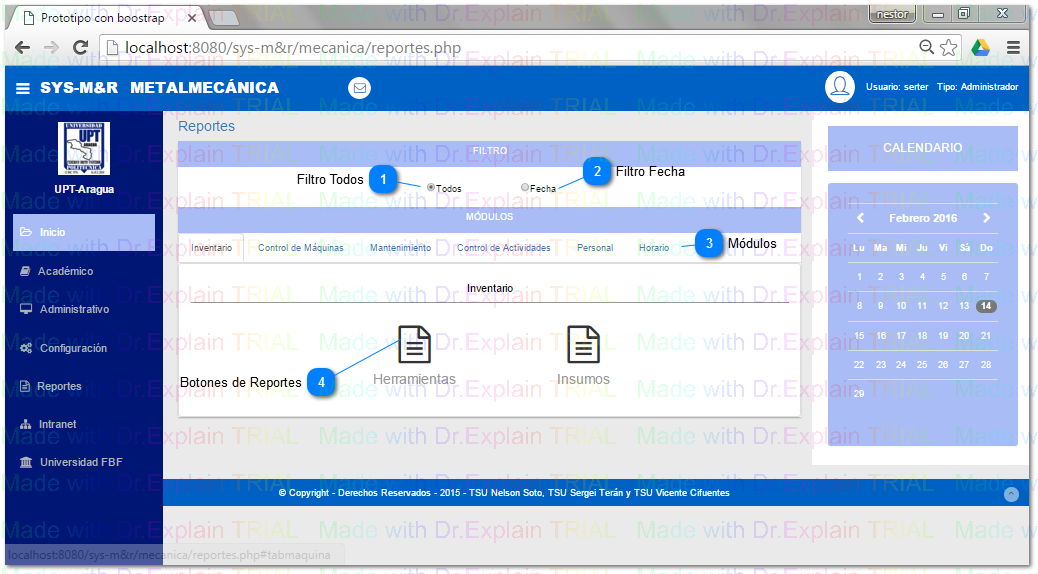 Prototipo con boostrap
nestor
localhost:8080/sys-m&r/mecanica/reportes.php
SYS-M&R METALMECÁNICA
Usuario: serter Tipo: Administrador
UNIVERSIDAD
UPT
ARAGUA
UPT-Aragua
Inicio
Académico
Administrativo
Configuración
Reportes
Intranet
Universidad FBF
Reportes
FILTRO
Filtro Todos 1 Todos
Fecha 2 Filtro Fecha
MÓDULOS
Inventario Control de Máquinas Mantenimiento Control de Actividades Personal Horario 3 Módulos
Inventario
Herramientas Insumos
Botones de Reportes 4
CALENDARIO
Febrero 2016
Lu Ma Mi Ju Vi Sá Do
1 2 3 4 5 6 7
8 9 10 11 12 13 14
15 16 17 18 19 20 21
22 23 24 25 26 27 28
29
© Copyright - Derechos Reservados - 2015 - TSU Nelson Soto, TSU Sergei Terán y TSU Vicente Cifuentes
localhost:8080/sys-m&r/mecanica/reportes.php#tabmaquina
Made with Dr.Explain TRIAL